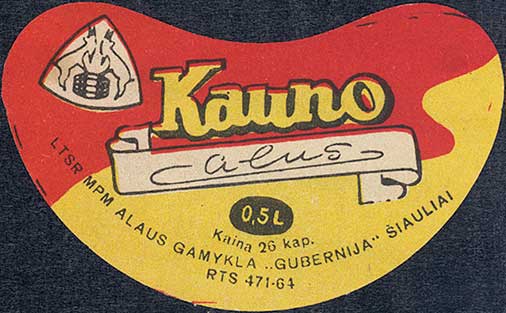 Kauno
alus
0,5 L
Kaina 26 kap.
LTSR MPM ALAUS GAMYKLA „GUBERNIJA" ŠIAULIAI
RTS 471-64